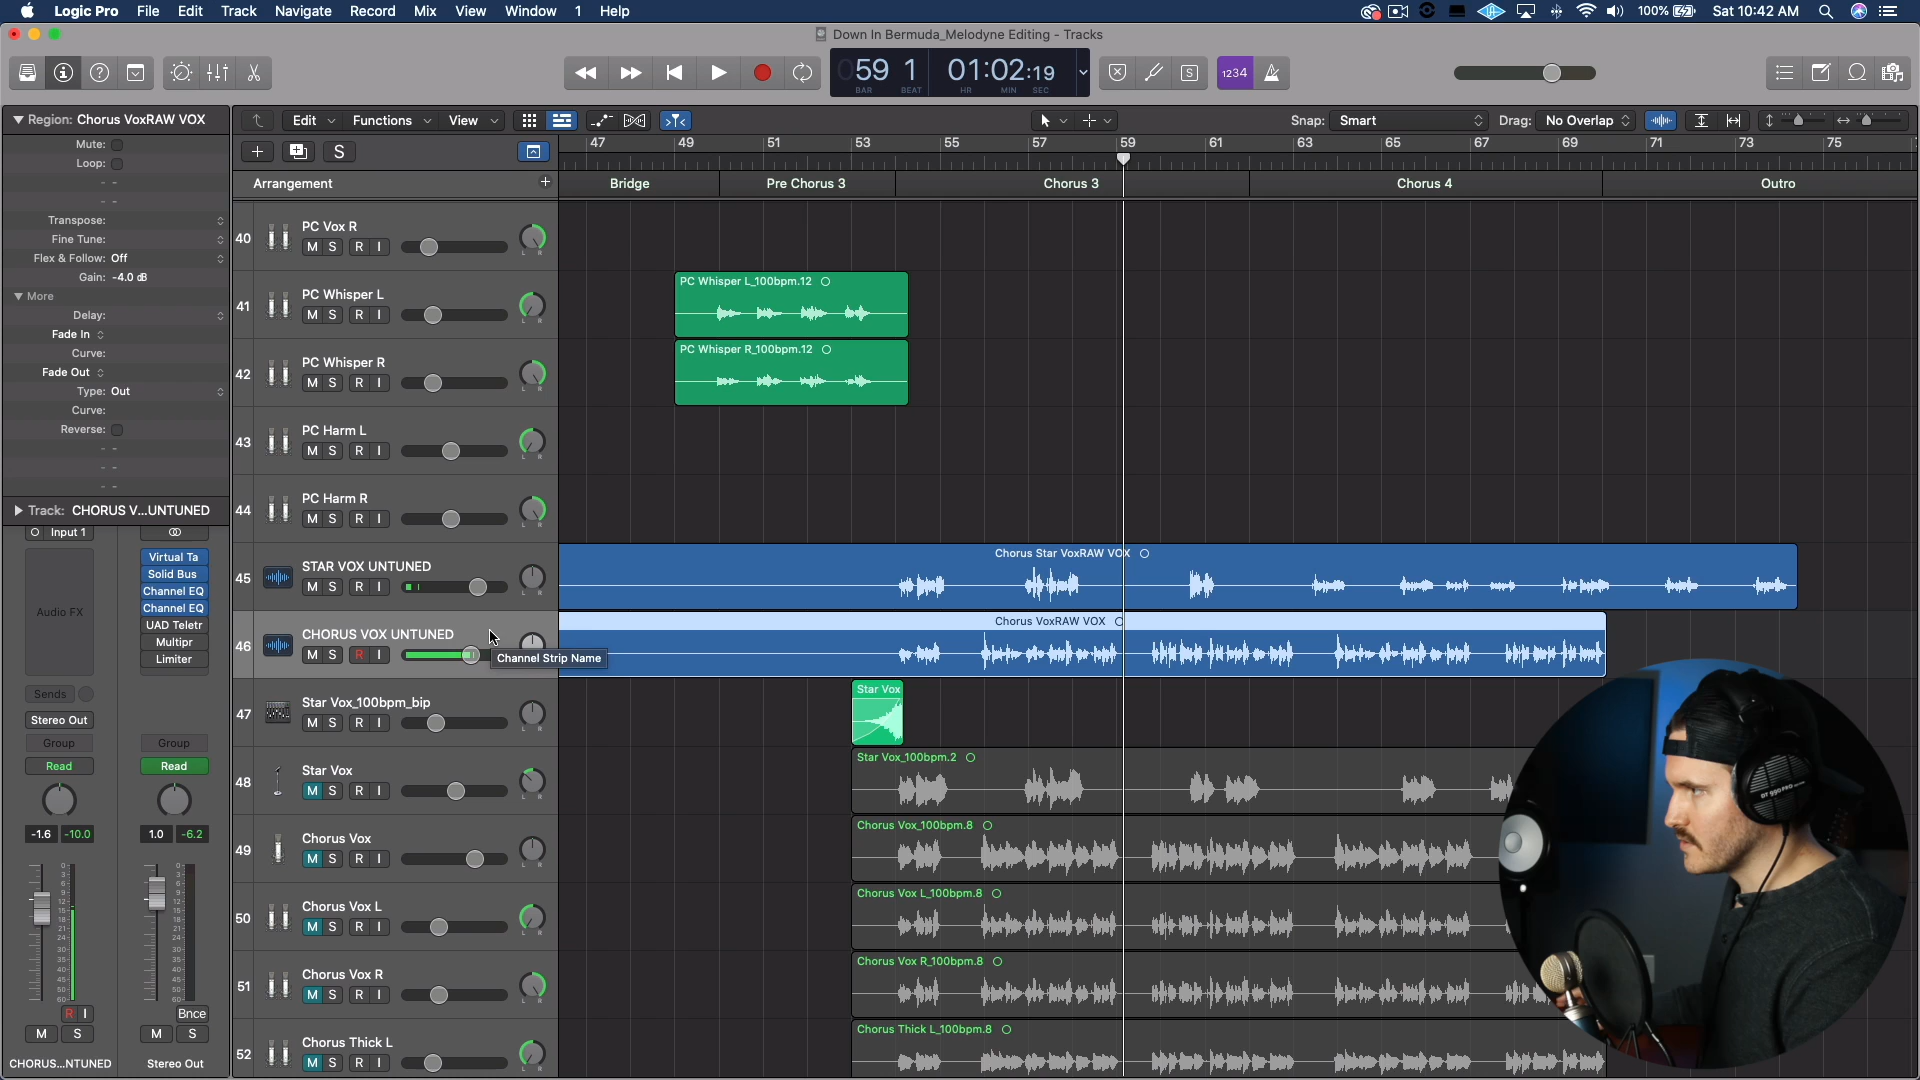 Logic Pro File Edit Track Navigate Record Mix View Window 1 Help
100% Sat 10:42 AM
Down In Bermuda_Melodyne Editing - Tracks
059 1 01:02:19
BAR BEAT HR MIN SEC
S 1234
Region: Chorus VoxRAW VOX
Mute:
Loop:
Transpose:
Fine Tune:
Flex & Follow: Off
Gain: -4.0 dB
More
Delay:
Fade In
Curve:
Fade Out
Type: Out
Curve:
Reverse:
Track: CHORUS V...UNTUNED
Input 1
Audio FX
Virtual Ta
Solid Bus
Channel EQ
Channel EQ
UAD Teletr
Multipr
Limiter
Sends
Stereo Out
Group Group
Read Read
-1.6 -10.0 1.0 -6.2
R I Bnce
M S M S
CHORUS...NTUNED Stereo Out
Edit Functions View
Snap: Smart Drag: No Overlap
S
47 49 51 53 55 57 59 61 63 65 67 69 71 73 75
Arrangement
Bridge Pre Chorus 3 Chorus 3 Chorus 4 Outro
40 PC Vox R
M S R I
41 PC Whisper L
M S R I
PC Whisper L_100bpm.12
42 PC Whisper R
M S R I
PC Whisper R_100bpm.12
43 PC Harm L
M S R I
44 PC Harm R
M S R I
45 STAR VOX UNTUNED
M S R I
Chorus Star VoxRAW VOX
46 CHORUS VOX UNTUNED
M S R I
Channel Strip Name
Chorus VoxRAW VOX
47 Star Vox_100bpm_bip
M S R I
Star Vox
48 Star Vox
M S R I
Star Vox_100bpm.2
49 Chorus Vox
M S R I
Chorus Vox_100bpm.8
50 Chorus Vox L
M S R I
Chorus Vox L_100bpm.8
51 Chorus Vox R
M S R I
Chorus Vox R_100bpm.8
52 Chorus Thick L
M S R I
Chorus Thick L_100bpm.8
DT 990 PRO